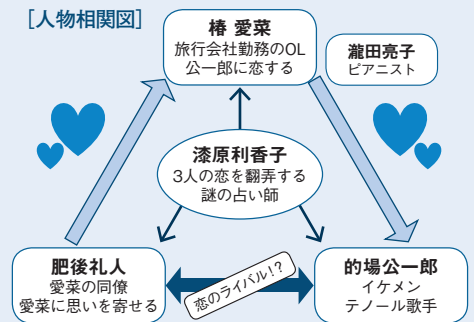 [人物相関図]
椿 愛菜
旅行会社勤務のOL
公一郎に恋する
瀧田亮子
ピアニスト
漆原利香子
3人の恋を翻弄する
謎の占い師
肥後礼人
愛菜の同僚
愛菜に思いを寄せる
恋のライバル!?
的場公一郎
イケメン
テノール歌手